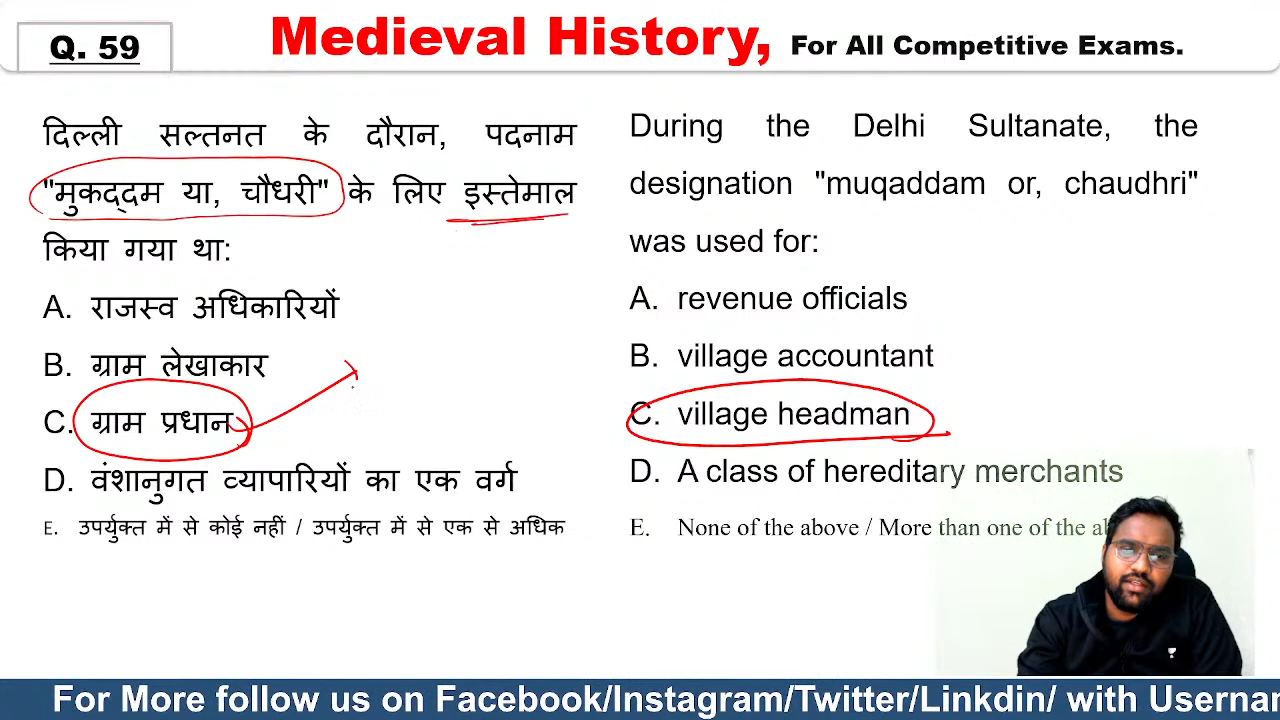 Q. 59
Medieval History, For All Competitive Exams.
दिल्ली सल्तनत के दौरान, पदनाम
"मुकद्दम या, चौधरी" के लिए इस्तेमाल
किया गया था:
A. राजस्व अधिकारियों
B. ग्राम लेखाकार
C. ग्राम प्रधान
D. वंशानुगत व्यापारियों का एक वर्ग
E. उपर्युक्त में से कोई नहीं / उपर्युक्त में से एक से अधिक
During the Delhi Sultanate, the
designation "muqaddam or, chaudhri"
was used for:
A. revenue officials
B. village accountant
C. village headman
D. A class of hereditary merchants
E. None of the above / More than one of the
For More follow us on Facebook/Instagram/Twitter/Linkdin/ with